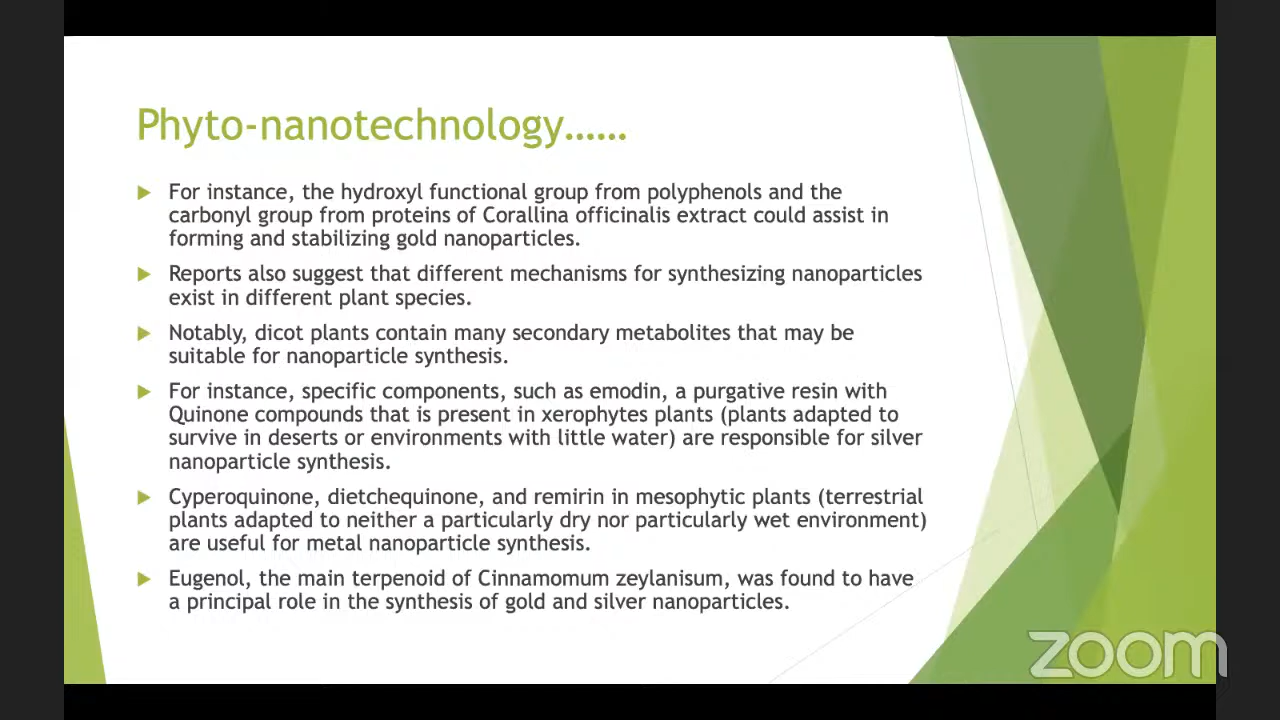 Phyto-nanotechnology......
For instance, the hydroxyl functional group from polyphenols and the
carbonyl group from proteins of Corallina officinalis extract could assist in
forming and stabilizing gold nanoparticles.
Reports also suggest that different mechanisms for synthesizing nanoparticles
exist in different plant species.
Notably, dicot plants contain many secondary metabolites that may be
suitable for nanoparticle synthesis.
For instance, specific components, such as emodin, a purgative resin with
Quinone compounds that is present in xerophytes plants (plants adapted to
survive in deserts or environments with little water) are responsible for silver
nanoparticle synthesis.
Cyperoquinone, dietchequinone, and remirin in mesophytic plants (terrestrial
plants adapted to neither a particularly dry nor particularly wet environment)
are useful for metal nanoparticle synthesis.
Eugenol, the main terpenoid of Cinnamomum zeylanisum, was found to have
a principal role in the synthesis of gold and silver nanoparticles.
zoom